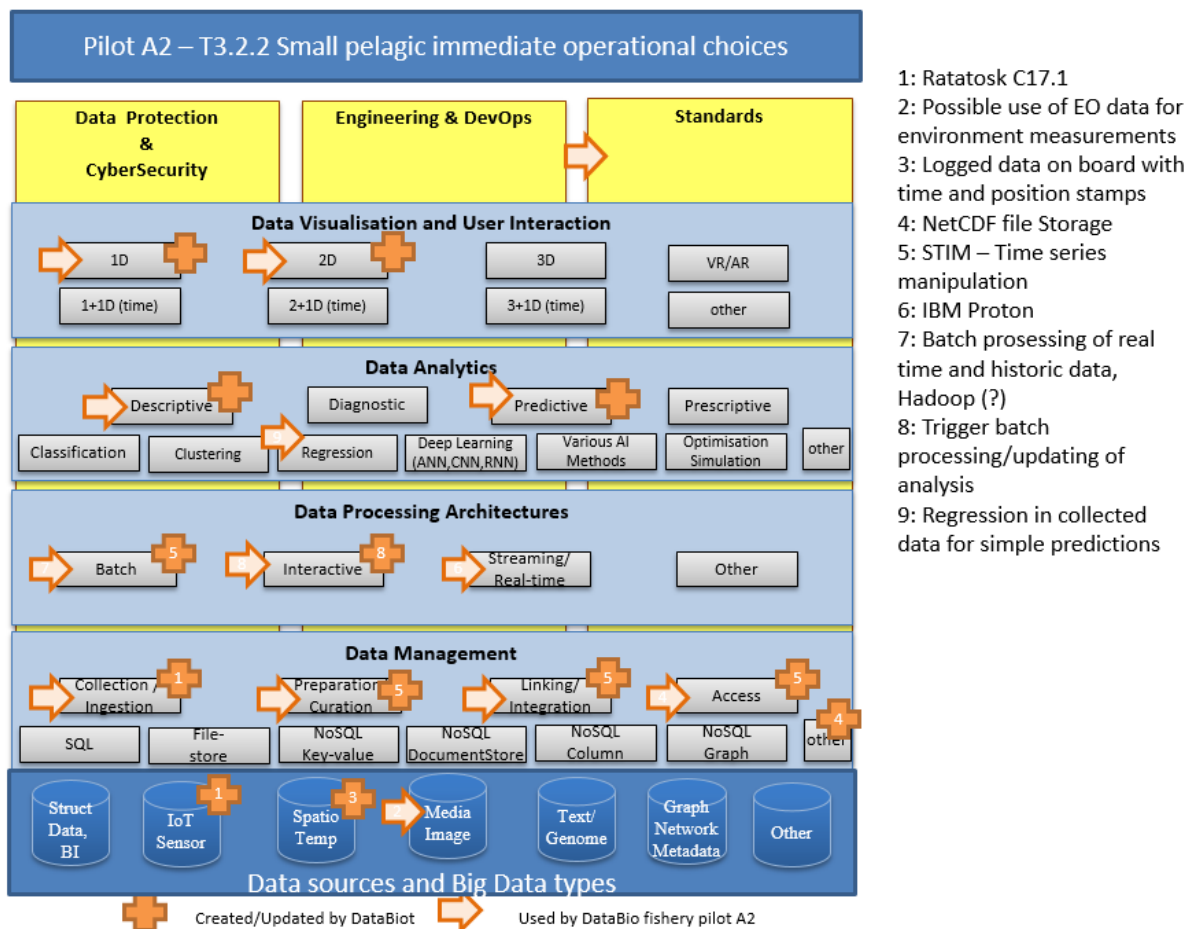 Pilot A2 – T3.2.2 Small pelagic immediate operational choices
Data Protection
&
CyberSecurity
Engineering & DevOps
Standards
Data Visualisation and User Interaction
1D
2D
3D
VR/AR
1+1D (time)
2+1D (time)
3+1D (time)
other
Data Analytics
Descriptive
Diagnostic
Predictive
Prescriptive
9
Classification
Clustering
Regression
Deep Learning
(ANN,CNN,RNN)
Various AI
Methods
Optimisation
Simulation
other
Data Processing Architectures
7
Batch
5
8
Interactive
8
6
Streaming/
Real-time
Other
Data Management
Collection /
Ingestion
1
Preparation
Curation
5
Linking/
Integration
5
4
Access
5
SQL
File-
store
NoSQL
Key-value
NoSQL
DocumentStore
NoSQL
Column
NoSQL
Graph
other
4
Struct
Data,
BI
IoT
Sensor
1
Spatio
Temp
3
2
Media
Image
Text/
Genome
Graph
Network
Metadata
Other
Data sources and Big Data types
Created/Updated by DataBiot
Used by DataBio fishery pilot A2
1: Ratatosk C17.1
2: Possible use of EO data for
environment measurements
3: Logged data on board with
time and position stamps
4: NetCDF file Storage
5: STIM – Time series
manipulation
6: IBM Proton
7: Batch prosessing of real
time and historic data,
Hadoop (?)
8: Trigger batch
processing/updating of
analysis
9: Regression in collected
data for simple predictions